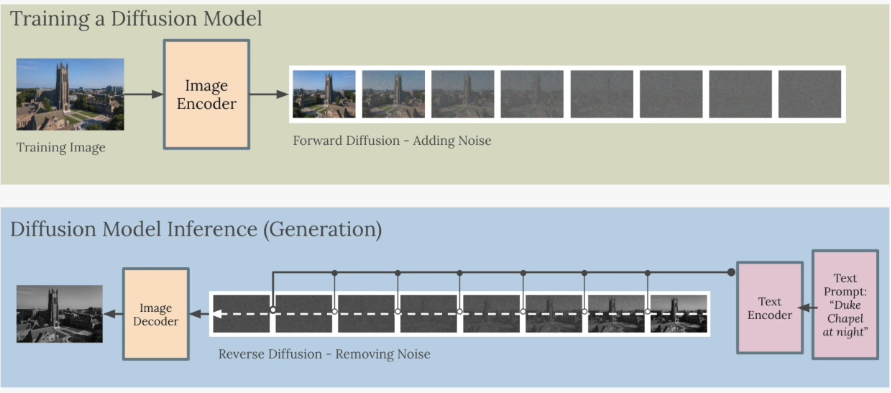 Training a Diffusion Model
Image
Encoder
Training Image
Forward Diffusion - Adding Noise
Diffusion Model Inference (Generation)
Image
Decoder
Reverse Diffusion - Removing Noise
Text
Encoder
Text
Prompt:
“Duke
Chapel
at night”